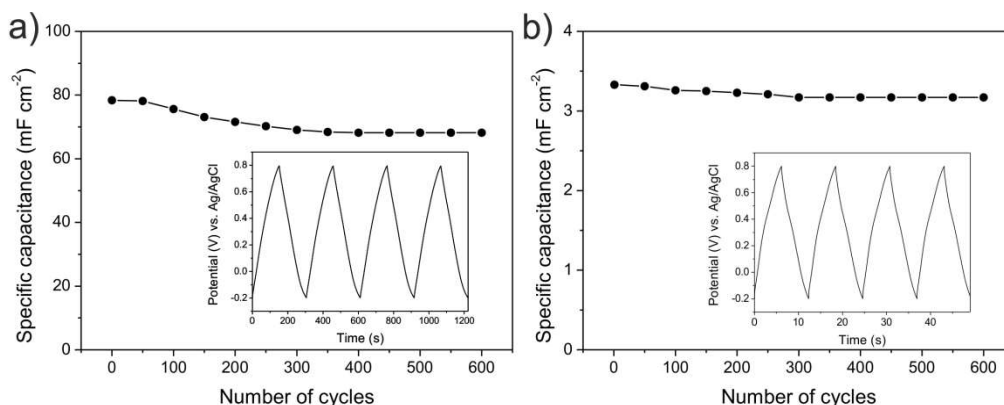 a)
Specific capacitance (mF cm-2)
100
80
60
40
20
0
0 100 200 300 400 500 600
Number of cycles
Potential (V) vs. Ag/AgCl
0.8
0.6
0.4
0.2
0.0
-0.2
0 200 400 600 800 1000 1200
Time (s)
b)
Specific capacitance (mF cm-2)
4
3
2
1
0
0 100 200 300 400 500 600
Number of cycles
Potential (V) vs. Ag/AgCl
0.8
0.6
0.4
0.2
0.0
-0.2
0 10 20 30 40
Time (s)